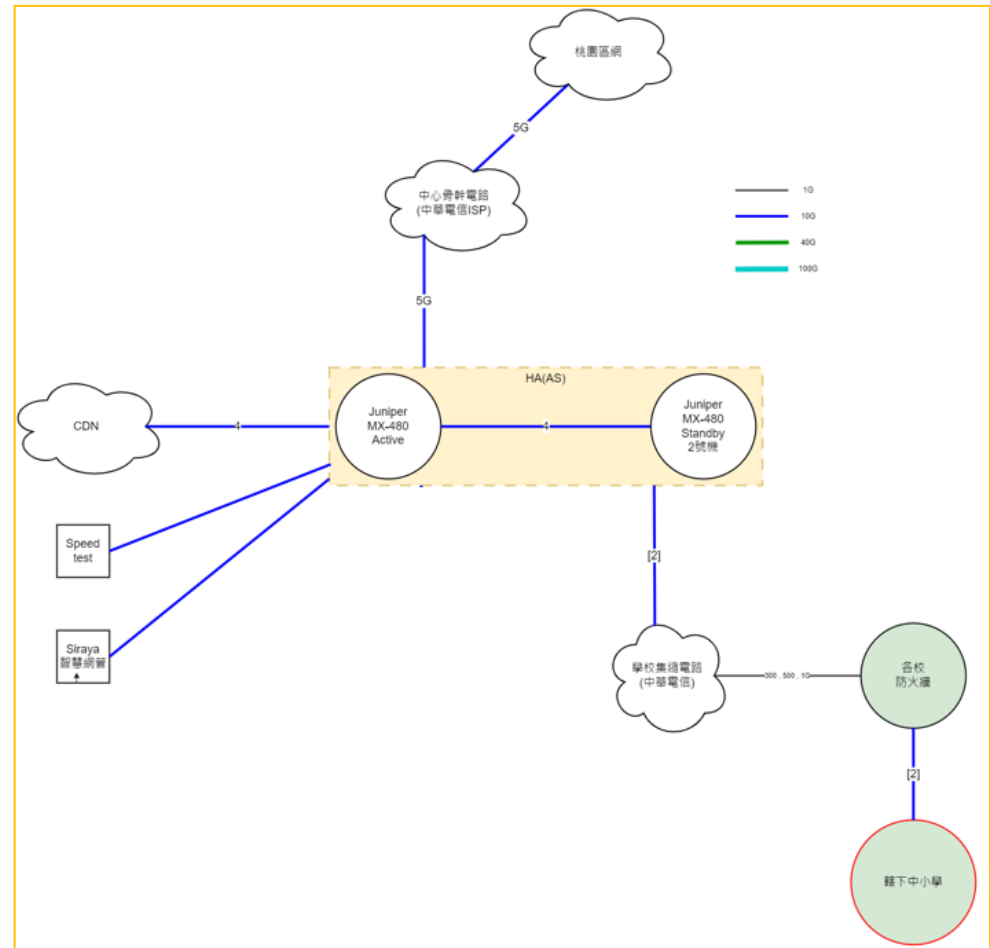 桃園區網
5G
中心骨幹電路
(中華電信ISP)
1G
10G
40G
100G
5G
HA(AS)
Juniper
MX-480
Active
Juniper
MX-480
Standby
2號機
CDN
4
4
Speed
test
[2]
Siraya
智慧網管
學校集縮電路
(中華電信)
300 , 500 , 1G
各校
防火牆
[2]
轄下中小學